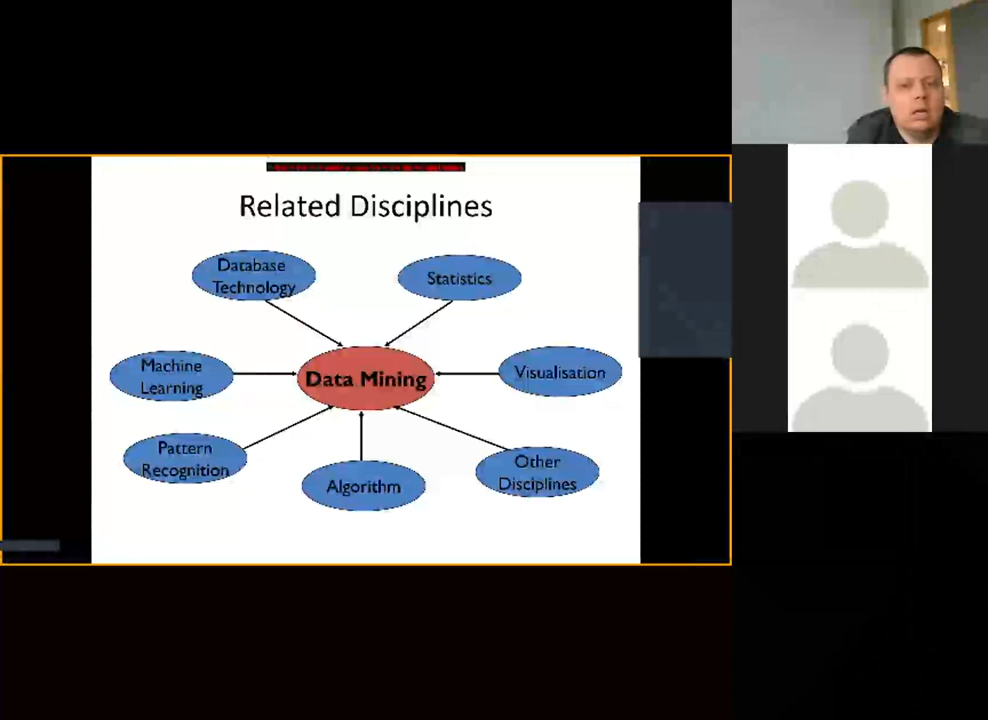 Related Disciplines
Database
Technology
Statistics
Machine
Learning
Data Mining
Visualisation
Pattern
Recognition
Algorithm
Other
Disciplines